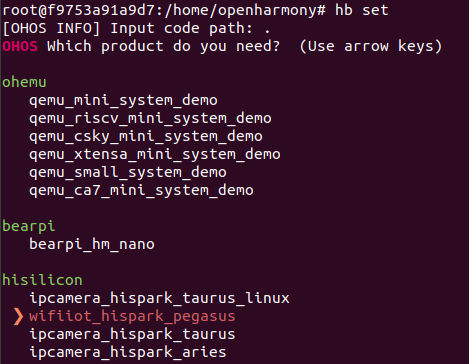 root@f9753a91a9d7:/home/openharmony# hb set
[OHOS INFO] Input code path: .
OHOS Which product do you need?  (Use arrow keys)
ohemu
qemu_mini_system_demo
qemu_riscv_mini_system_demo
qemu_csky_mini_system_demo
qemu_xtensa_mini_system_demo
qemu_small_system_demo
qemu_ca7_mini_system_demo
bearpi
bearpi_hm_nano
hisilicon
ipcamera_hispark_taurus_linux
❯ wifiiot_hispark_pegasus
ipcamera_hispark_taurus
ipcamera_hispark_aries